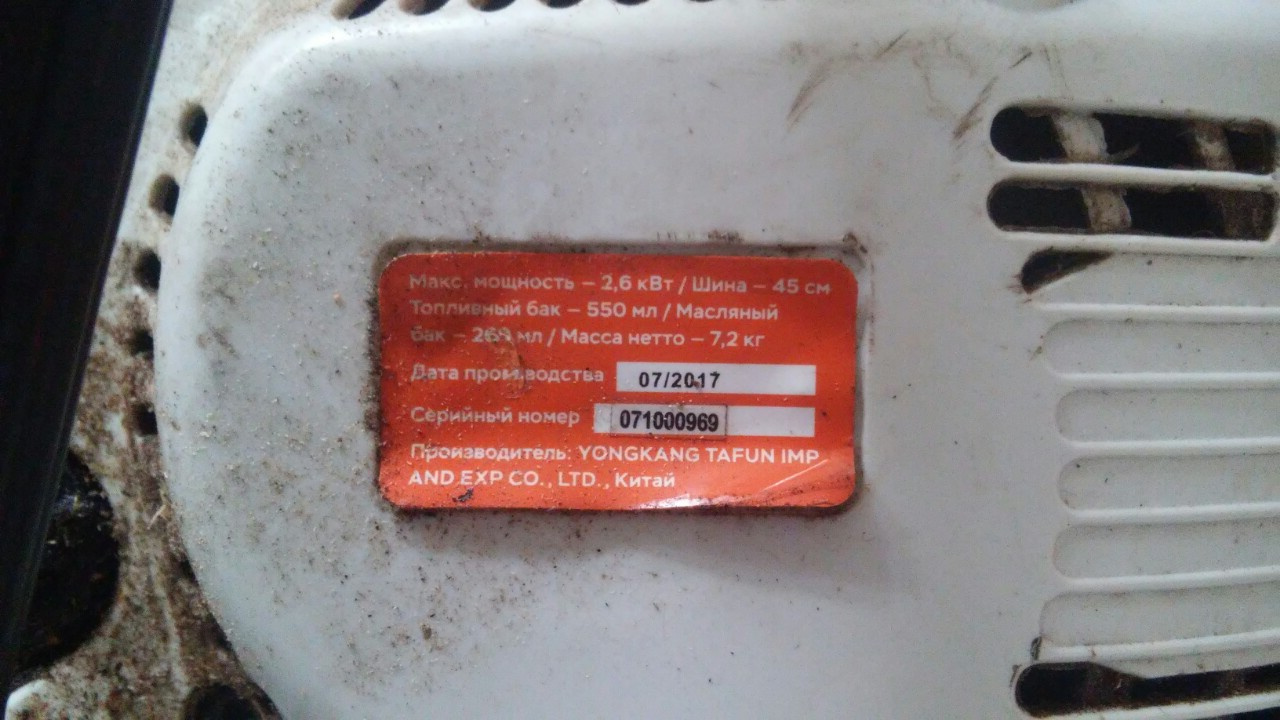 Макс. мощность – 2,6 кВт / Шина – 45 см
Топливный бак – 550 мл / Масляный
бак – мл / Масса нетто – 7,2 кг
Дата производства 07/2017
Серийный номер 071000969
Производитель: YONGKANG TAFUN IMP
AND EXP CO., LTD., Китай